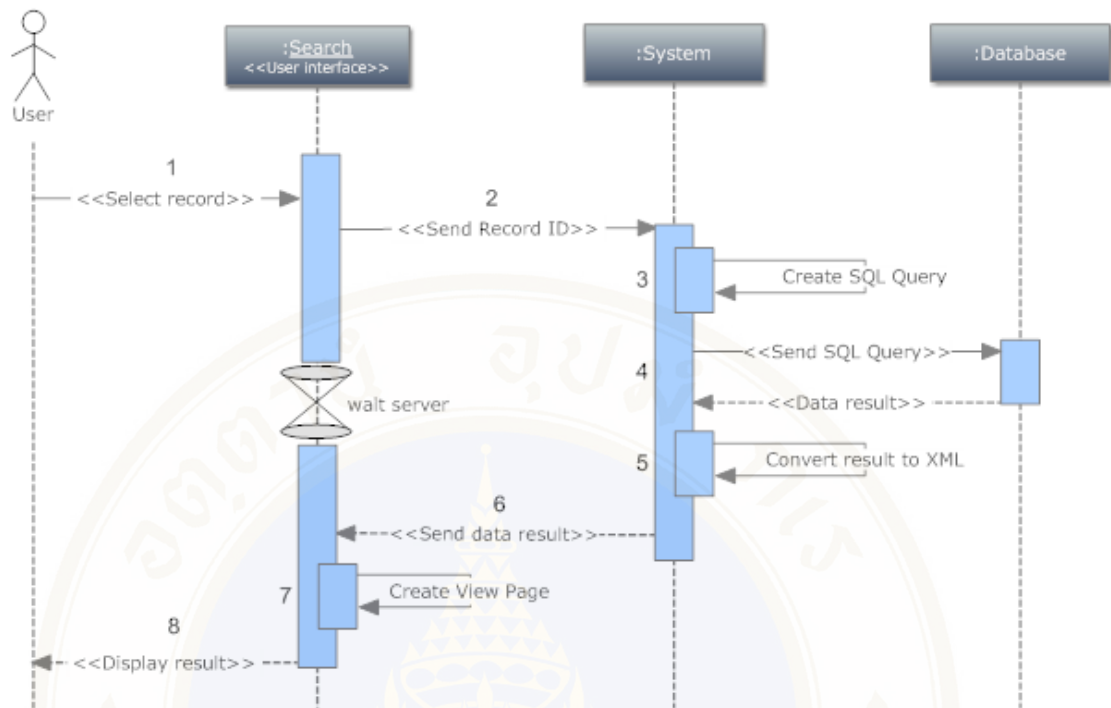 :Search
<<User interface>>
:System
:Database
User
1
<<Select record>>
2
<<Send Record ID>>
3
Create SQL Query
<<Send SQL Query>>
4
wait server
<<Data result>>
5
Convert result to XML
6
<<Send data result>>
7
Create View Page
8
<<Display result>>